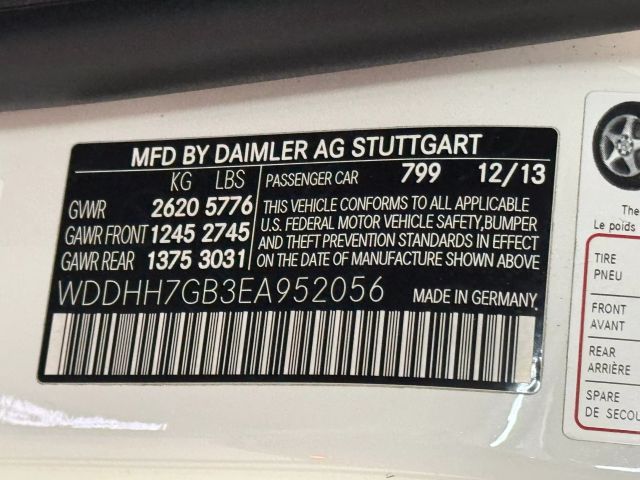 MFD BY DAIMLER AG STUTTGART
KG LBS
GVWR 2620 5776
GAWR FRONT 1245 2745
GAWR REAR 1375 3031
PASSENGER CAR 799 12/13
THIS VEHICLE CONFORMS TO ALL APPLICABLE
U.S. FEDERAL MOTOR VEHICLE SAFETY,BUMPER
AND THEFT PREVENTION STANDARDS IN EFFECT
ON THE DATE OF MANUFACTURE SHOWN ABOVE
WDDHH7GB3EA952056 MADE IN GERMANY
The
Le poids
TIRE
PNEU
FRONT
AVANT
REAR
ARRIÈRE
SPARE
DE SECOU